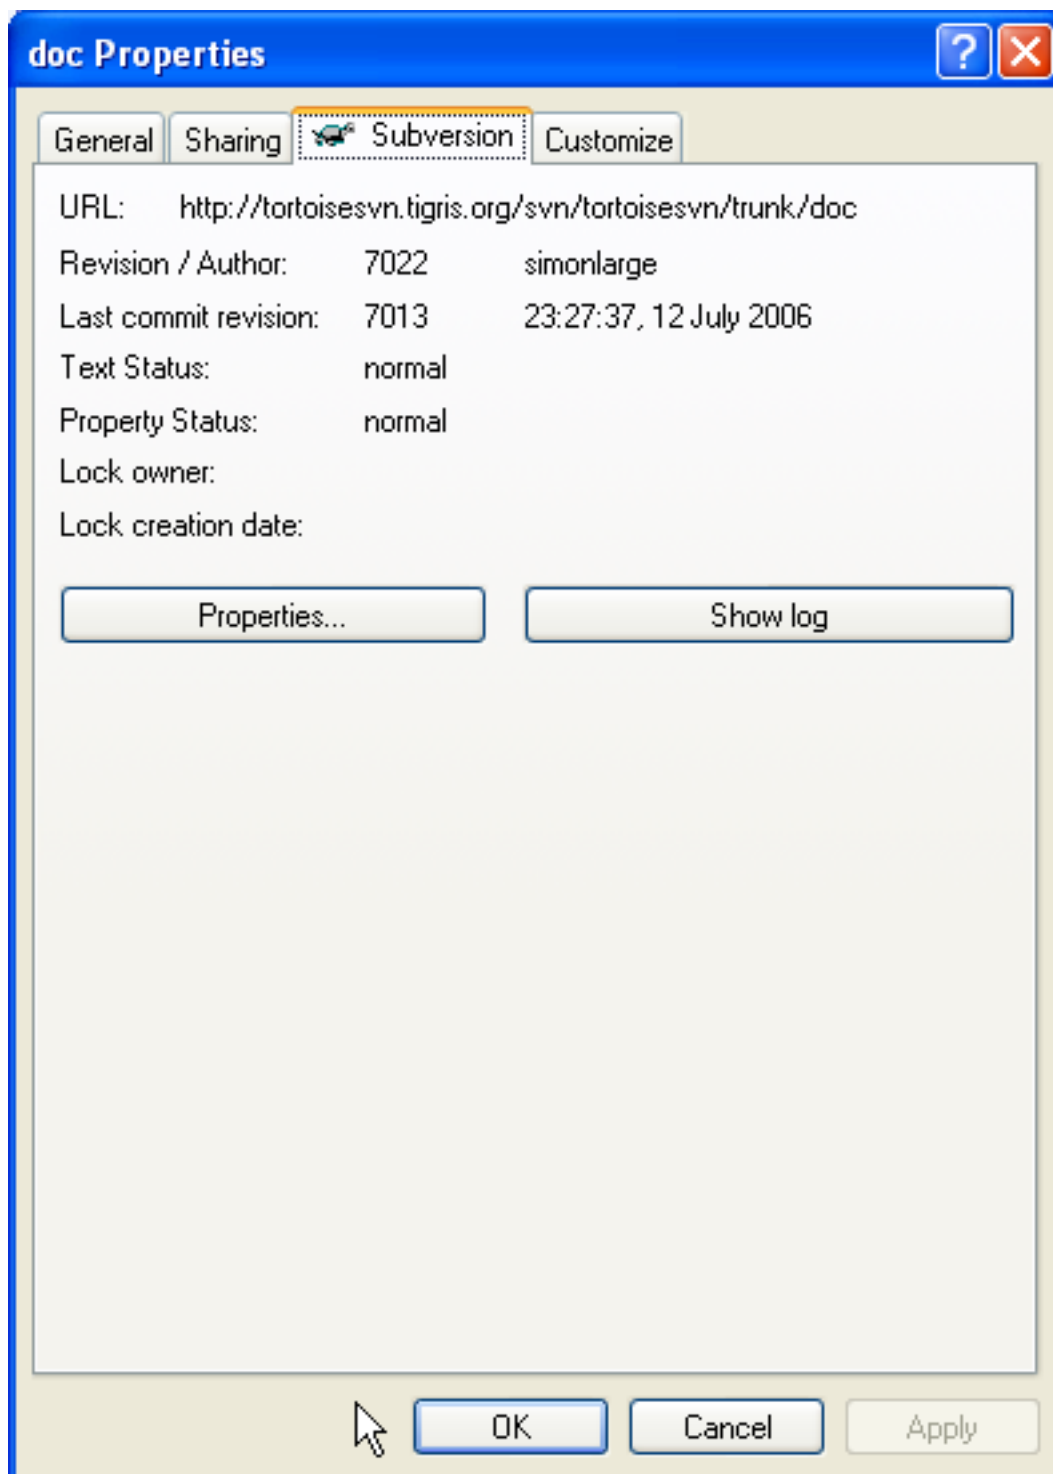 doc Properties
General Sharing Subversion Customize
URL: http://tortoisesvn.tigris.org/svn/tortoisesvn/trunk/doc
Revision / Author: 7022 simonlarge
Last commit revision: 7013 23:27:37, 12 July 2006
Text Status: normal
Property Status: normal
Lock owner:
Lock creation date:
Properties... Show log
OK Cancel Apply